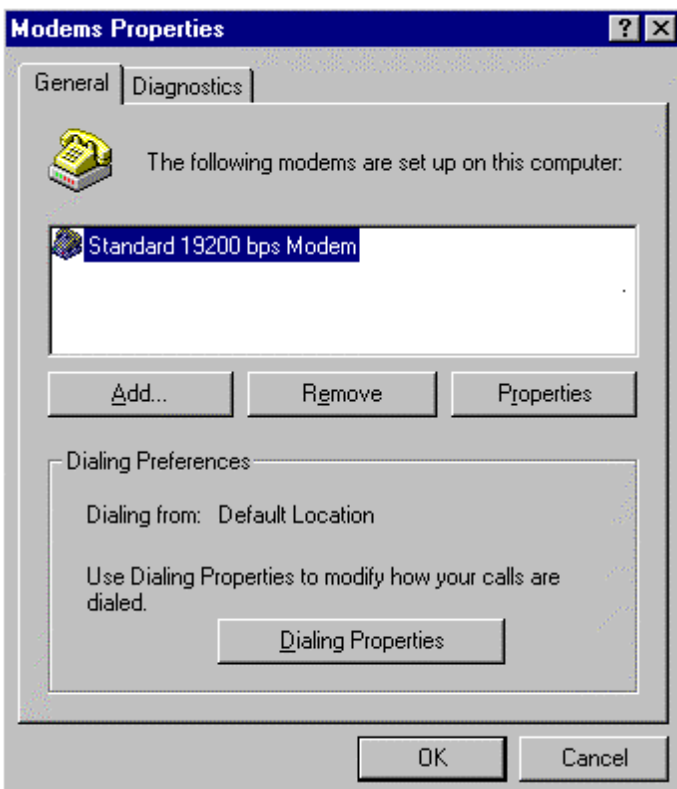 Modems Properties
General Diagnostics
The following modems are set up on this computer:
Standard 19200 bps Modem
Add... Remove Properties
Dialing Preferences
Dialing from: Default Location
Use Dialing Properties to modify how your calls are
dialed.
Dialing Properties
OK Cancel